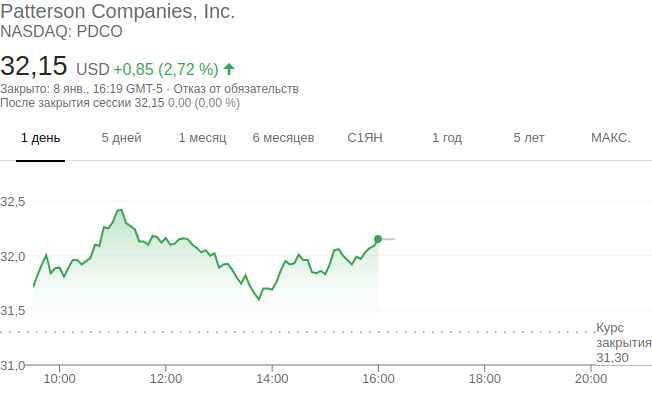 Patterson Companies, Inc.
NASDAQ: PDCO
32,15 USD +0,85 (2,72 %)
Закрыто: 8 янв., 16:19 GMT-5 · Отказ от обязательств
После закрытия сессии 32,15 0,00 (0,00 %)
1 день 5 дней 1 месяц 6 месяцев С1ЯН 1 год 5 лет МАКС.
32,5
32,0
31,5
Курс
закрытия
31,30
31,0
10:00 12:00 14:00 16:00 18:00 20:00